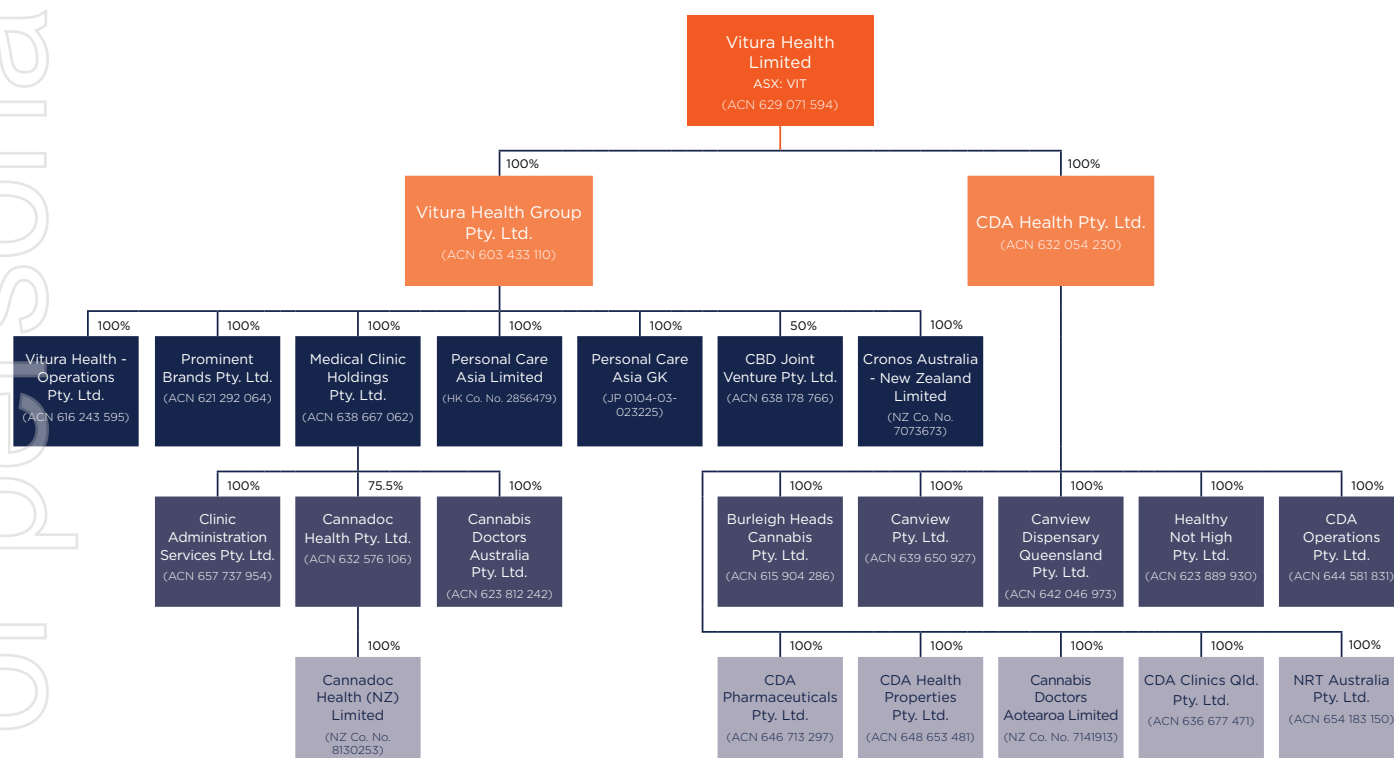 Vitura Health
Limited
ASX: VIT
(ACN 629 071 594)
100%
100%
Vitura Health Group
Pty. Ltd.
(ACN 603 433 110)
CDA Health Pty. Ltd.
(ACN 632 054 230)
100%
100%
100%
100%
100%
50%
100%
Vitura Health -
Operations
Pty. Ltd.
(ACN 616 243 595)
Prominent
Brands Pty. Ltd.
(ACN 621 292 064)
Medical Clinic
Holdings
Pty. Ltd.
(ACN 638 667 062)
Personal Care
Asia Limited
(HK Co. No. 2856479)
Personal Care
Asia GK
(JP 0104-03-
023225)
CBD Joint
Venture Pty. Ltd.
(ACN 638 178 766)
Cronos Australia
- New Zealand
Limited
(NZ Co. No.
7073673)
100%
75.5%
100%
100%
100%
100%
100%
100%
Clinic
Administration
Services Pty. Ltd.
(ACN 657 737 954)
Cannadoc
Health Pty. Ltd.
(ACN 632 576 106)
Cannabis
Doctors
Australia
Pty. Ltd.
(ACN 623 812 242)
Burleigh Heads
Cannabis
Pty. Ltd.
(ACN 615 904 286)
Canview
Pty. Ltd.
(ACN 639 650 927)
Canview
Dispensary
Queensland
Pty. Ltd.
(ACN 642 046 973)
Healthy
Not High
Pty. Ltd.
(ACN 623 889 930)
CDA
Operations
Pty. Ltd.
(ACN 644 581 831)
100%
100%
100%
100%
100%
100%
Cannadoc
Health (NZ)
Limited
(NZ Co. No.
8130253)
CDA
Pharmaceuticals
Pty. Ltd.
(ACN 646 713 297)
CDA Health
Properties
Pty. Ltd.
(ACN 648 653 481)
Cannabis
Doctors
Aotearoa Limited
(NZ Co. No. 7141913)
CDA Clinics Qld.
Pty. Ltd.
(ACN 636 677 471)
NRT Australia
Pty. Ltd.
(ACN 654 183 150)
or persona